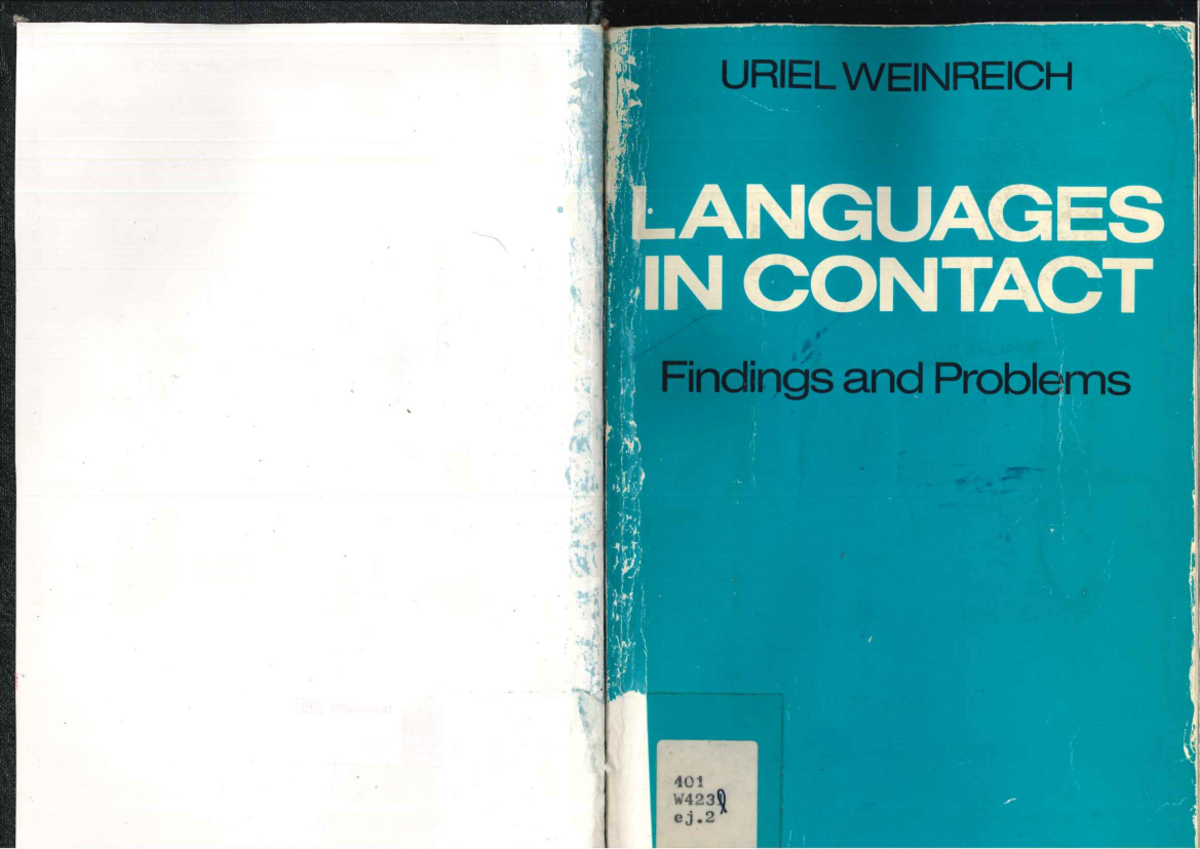 URIEL WEINREICH
LANGUAGES
IN CONTACT
Findings and Problems
401
W423l
ej.2